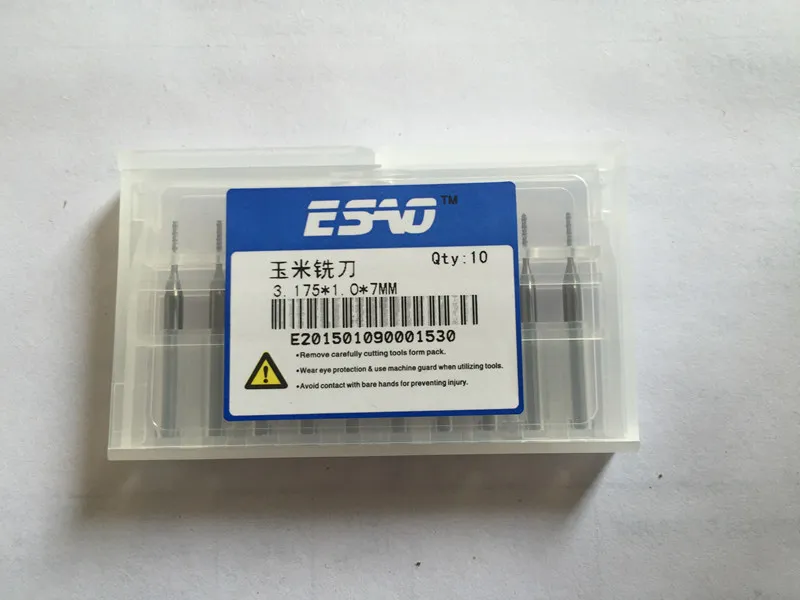 ESAO™
玉米铣刀 Qty:10
3.175*1.0*7MM
E201501090001530
•Remove carefully cutting tools form pack.
•Wear eye protection & use machine guard when utilizing tools.
•Avoid contact with bare hands for preventing injury.